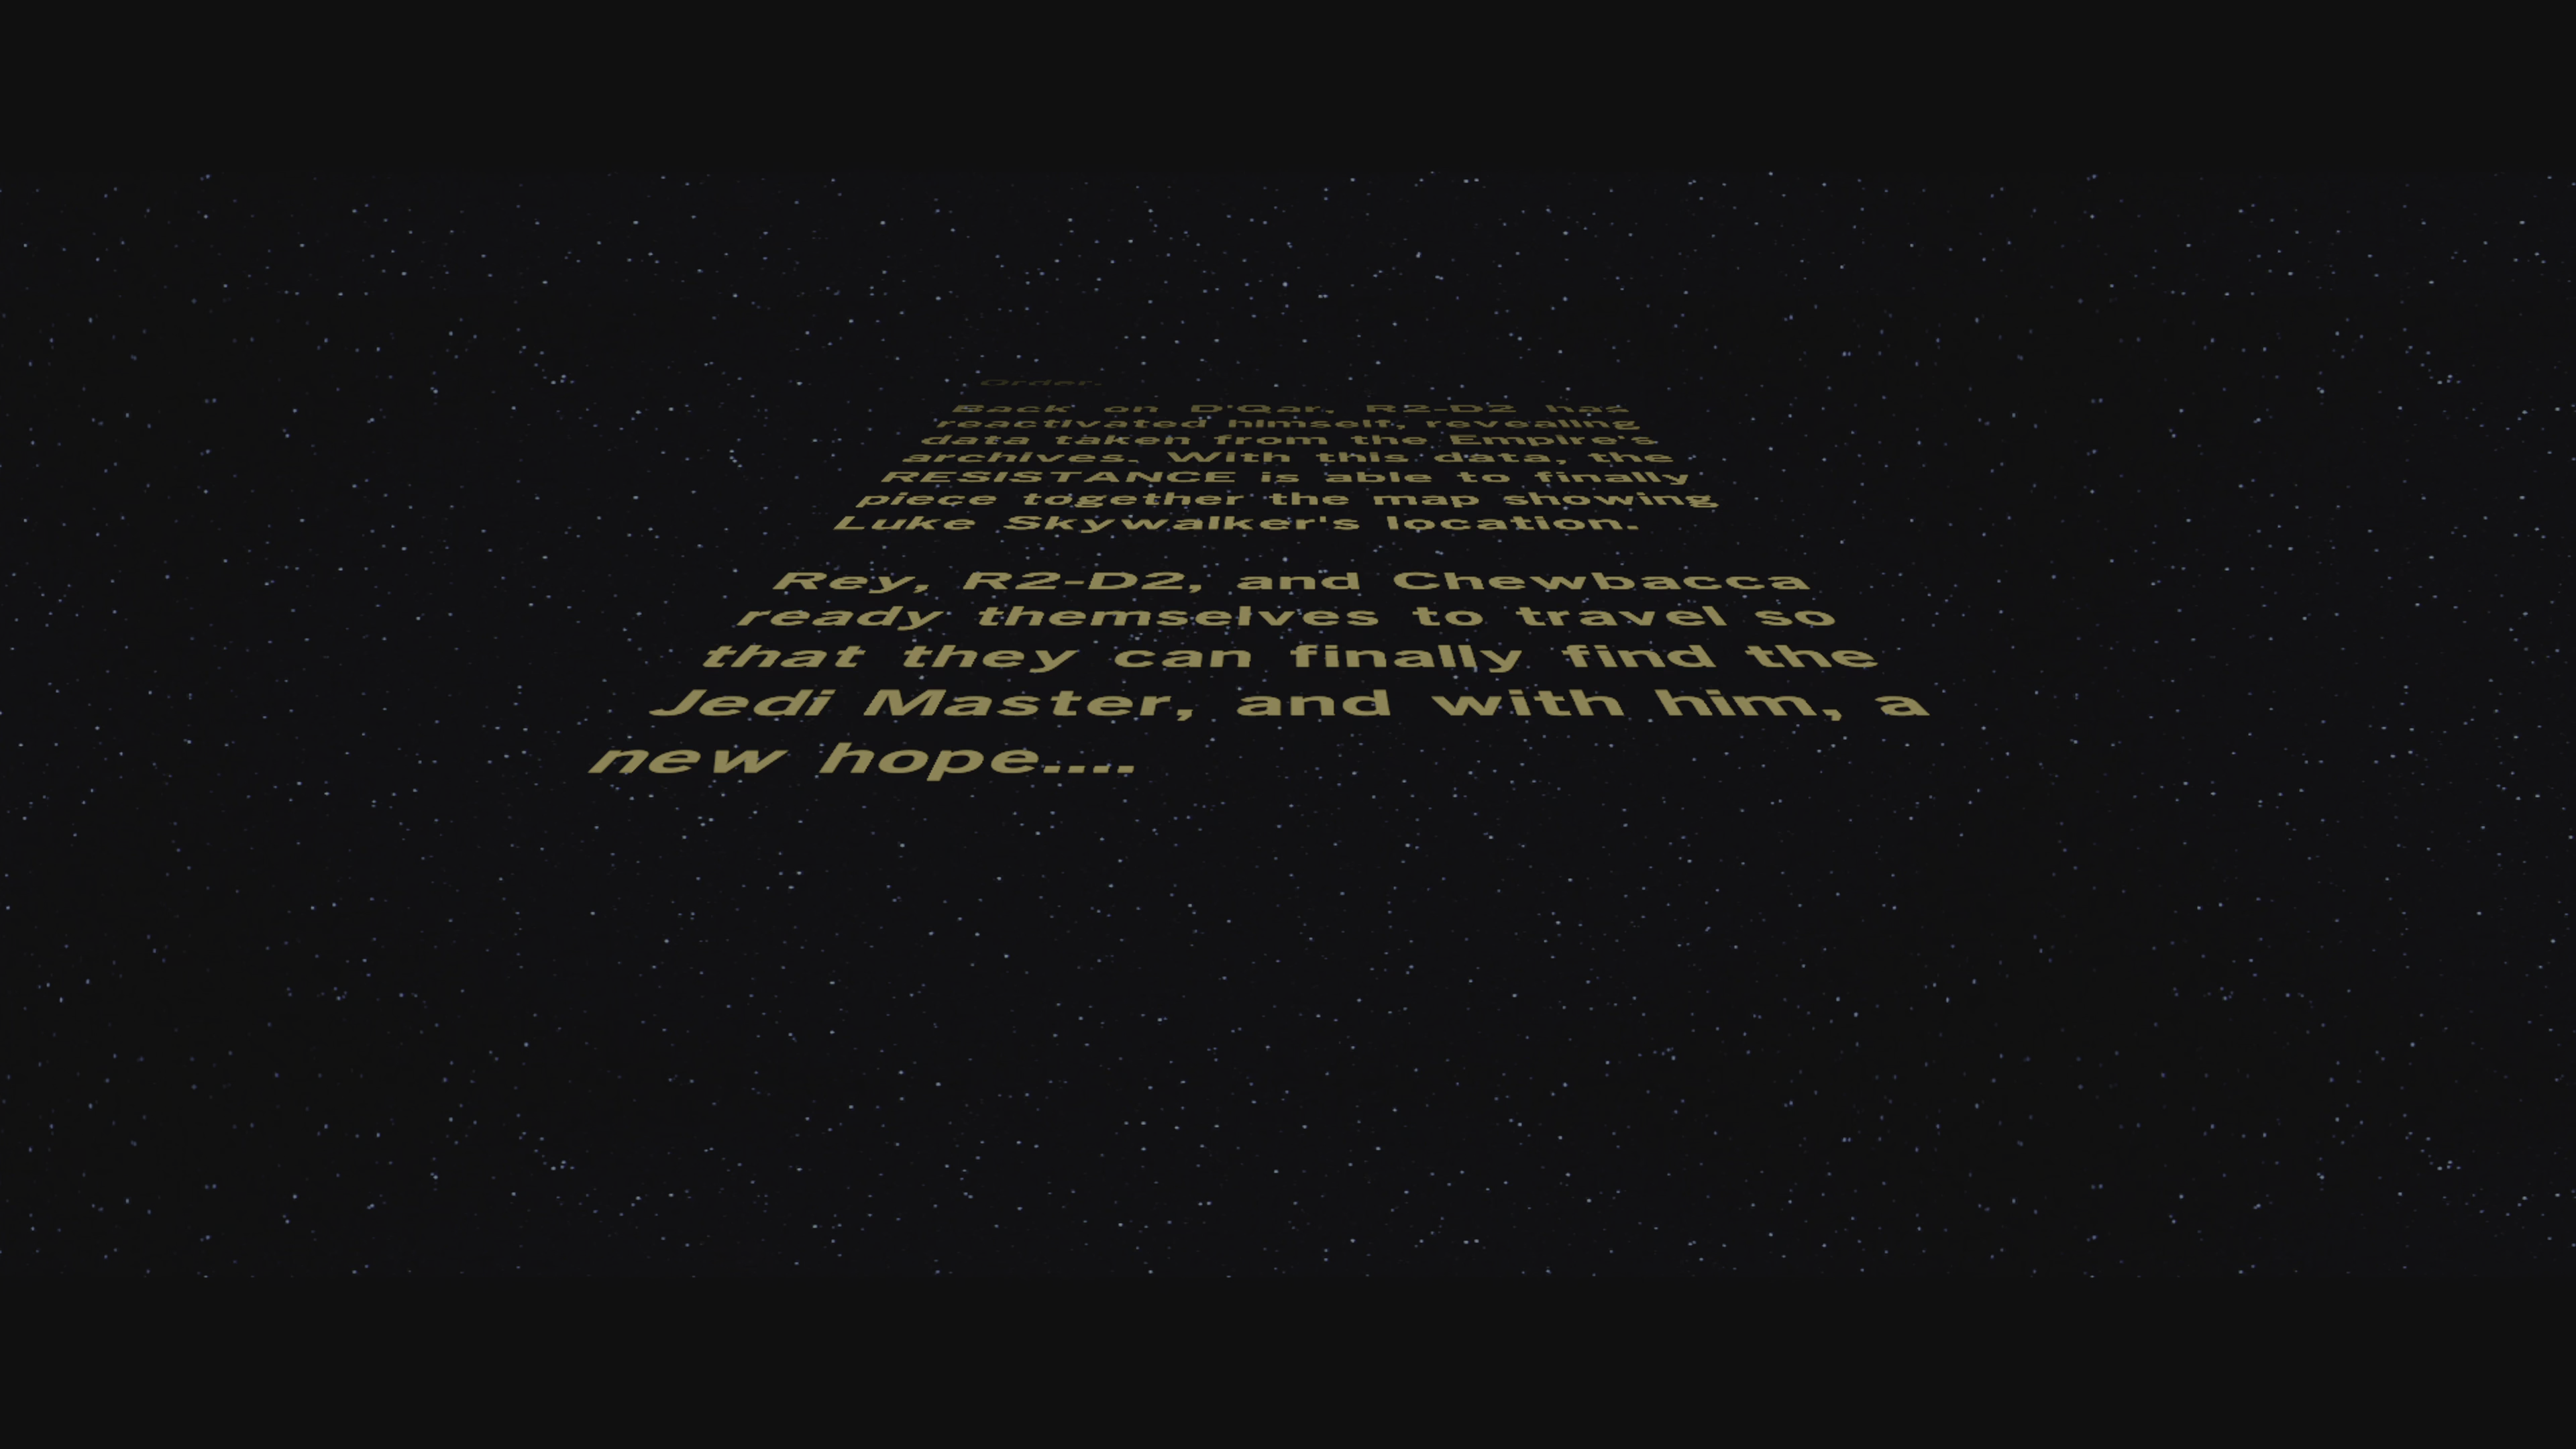 Order.
Back on D'Qar, R2-D2 has
reactivated himself, revealing
data taken from the Empire's
archives. With this data, the
RESISTANCE is able to finally
piece together the map showing
Luke Skywalker's location.
Rey, R2-D2, and Chewbacca
ready themselves to travel so
that they can finally find the
Jedi Master, and with him, a
new hope....